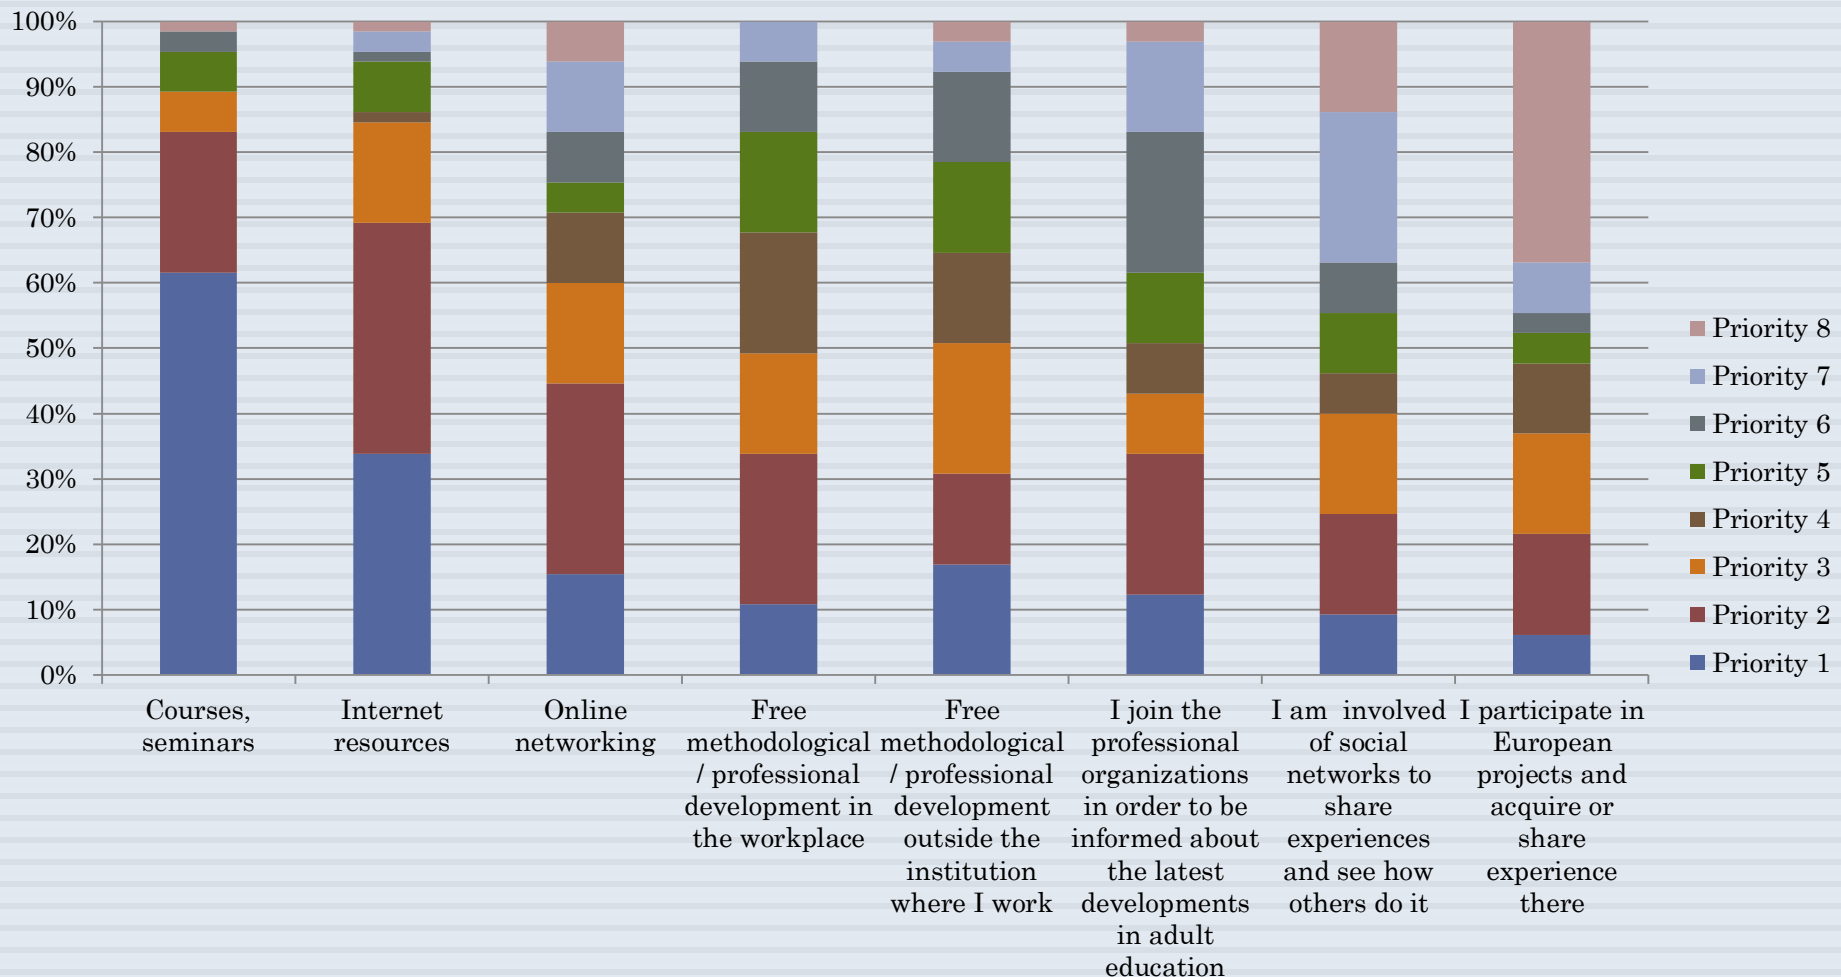 100%
90%
80%
70%
60%
50%
40%
30%
20%
10%
0%
Courses,
seminars
Internet
resources
Online
networking
Free
methodological
/ professional
development in
the workplace
Free
methodological
/ professional
development
outside the
institution
where I work
I join the
professional
organizations
in order to be
informed about
the latest
developments
in adult
education
I am  involved
of social
networks to
share
experiences
and see how
others do it
I participate in
European
projects and
acquire or
share
experience
there
Priority 8
Priority 7
Priority 6
Priority 5
Priority 4
Priority 3
Priority 2
Priority 1